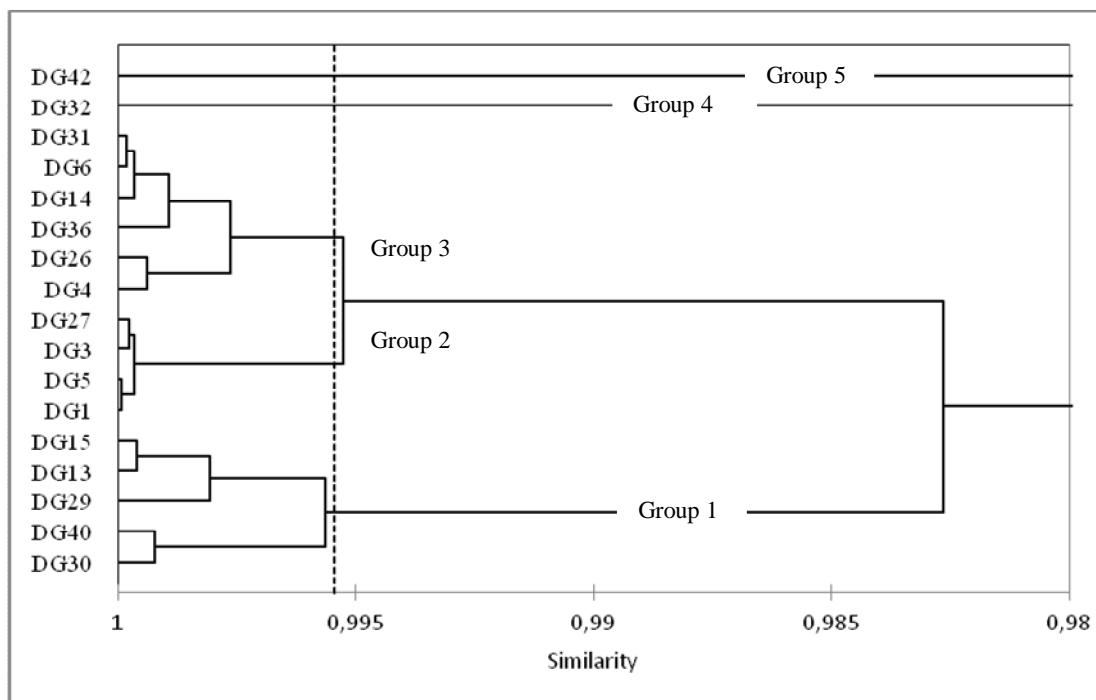 DG42
Group 5
DG32
Group 4
DG31
DG6
DG14
DG36
Group 3
DG26
DG4
DG27
Group 2
DG3
DG5
DG1
DG15
DG13
DG29
Group 1
DG40
DG30
1 0,995 0,99 0,985 0,98
Similarity